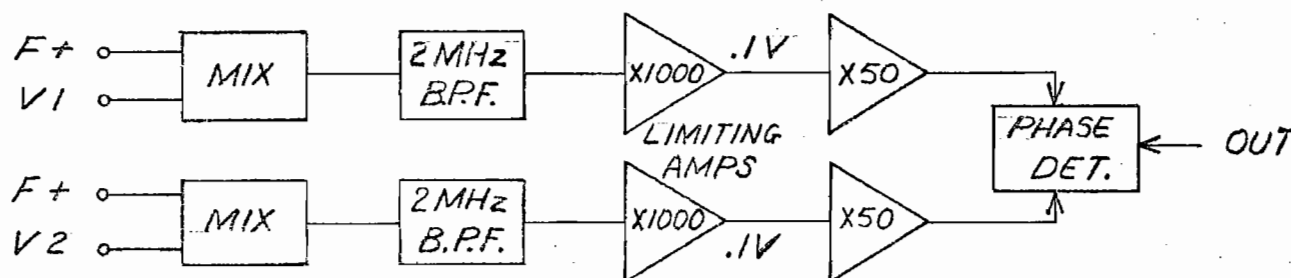 F+
V1
MIX
2MHz
B.P.F.
X1000
.1V
X50
LIMITING
AMPS
PHASE
DET.
OUT
F+
V2
MIX
2MHz
B.P.F.
X1000
.1V
X50